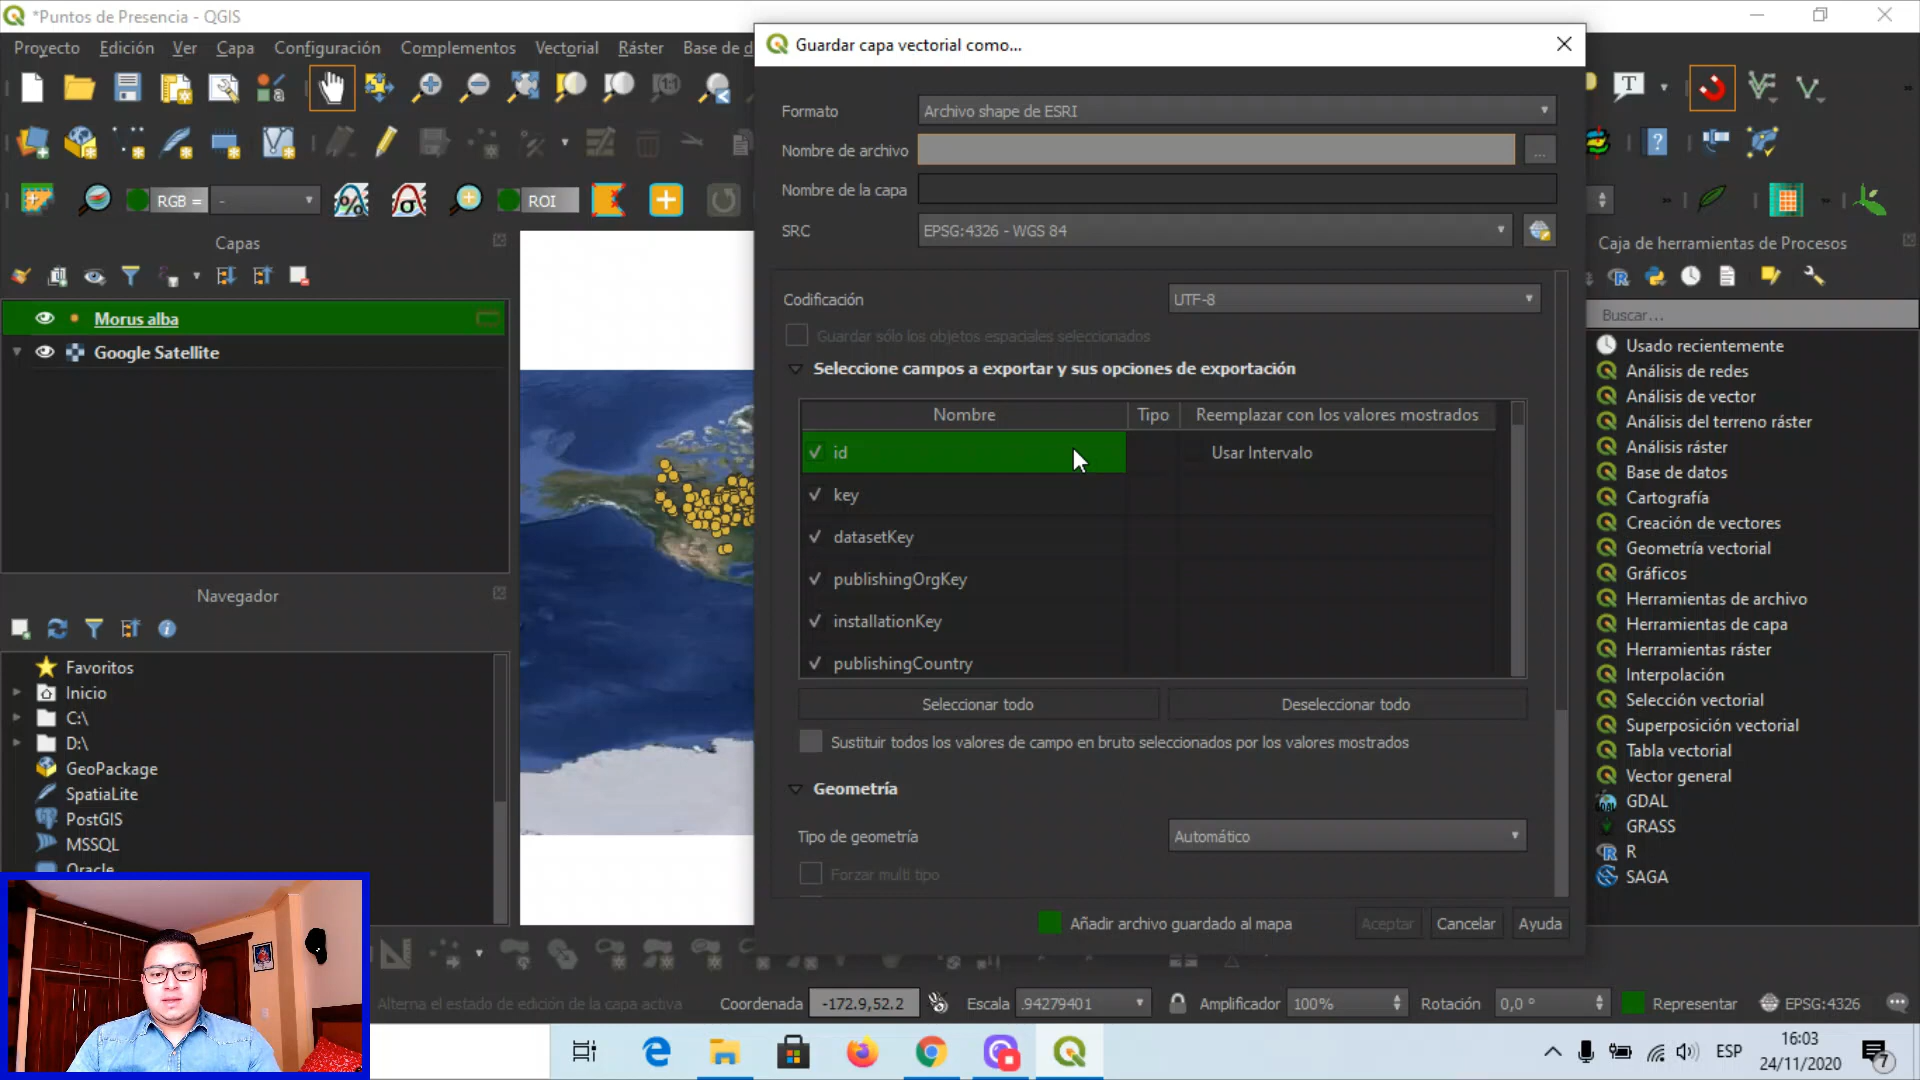 *Puntos de Presencia - QGIS
Proyecto Edición Ver Capa Configuración Complementos Vectorial Ráster Base de d
RGB = - ROI
Capas
Morus alba
Google Satellite
Navegador
Favoritos
Inicio
C:\
D:\
GeoPackage
SpatiaLite
PostGIS
MSSQL
Oracle
Guardar capa vectorial como...
Formato Archivo shape de ESRI
Nombre de archivo ...
Nombre de la capa
SRC EPSG:4326 - WGS 84
Codificación UTF-8
Guardar sólo los objetos espaciales seleccionados
Seleccione campos a exportar y sus opciones de exportación
Nombre Tipo Reemplazar con los valores mostrados
id Usar Intervalo
key
datasetKey
publishingOrgKey
installationKey
publishingCountry
Seleccionar todo Deseleccionar todo
Sustituir todos los valores de campo en bruto seleccionados por los valores mostrados
Geometría
Tipo de geometría Automático
Forzar multi tipo
Añadir archivo guardado al mapa Aceptar Cancelar Ayuda
Caja de herramientas de Procesos
Buscar...
Usado recientemente
Análisis de redes
Análisis de vector
Análisis del terreno ráster
Análisis ráster
Base de datos
Cartografía
Creación de vectores
Geometría vectorial
Gráficos
Herramientas de archivo
Herramientas de capa
Herramientas ráster
Interpolación
Selección vectorial
Superposición vectorial
Tabla vectorial
Vector general
GDAL
GRASS
R
SAGA
Alterna el estado de edición de la capa activa Coordenada -172.9,52.2 Escala .94279401 Amplificador 100% Rotación 0,0 ° Representar EPSG:4326
ESP
16:03
24/11/2020
7